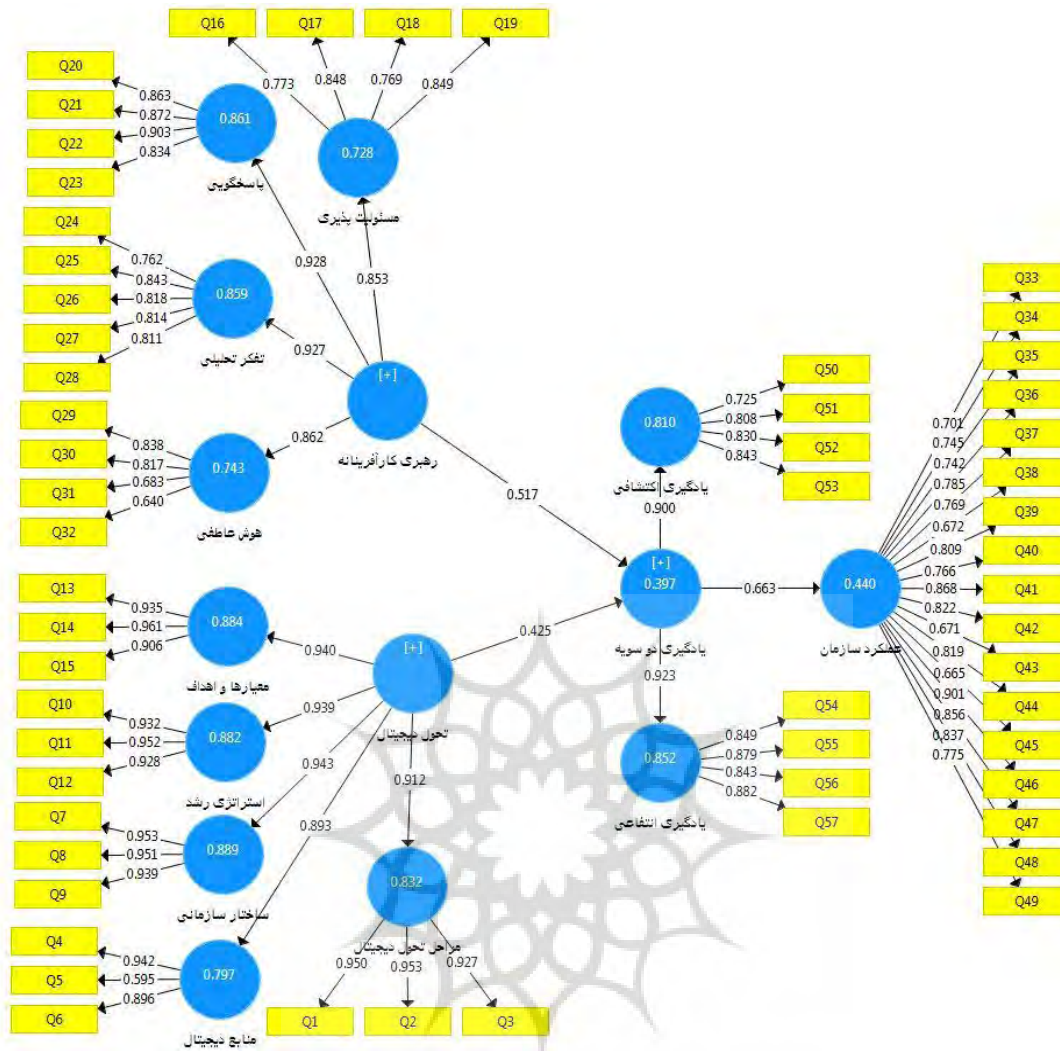 Q16
Q17
Q18
Q19
0.773
0.848
0.769
0.849
0.728
مسئولیت پذیری
Q20
Q21
Q22
Q23
0.863
0.872
0.903
0.834
0.861
پاسخگویی
Q24
Q25
Q26
Q27
Q28
0.762
0.843
0.818
0.814
0.811
0.859
تفکر تحلیلی
Q29
Q30
Q31
Q32
0.838
0.817
0.683
0.640
0.743
هوش عاطفی
0.928
0.853
0.927
0.862
[+]
رهبری کارآفرینانه
0.517
Q13
Q14
Q15
0.935
0.961
0.906
0.884
معیارها و اهداف
Q10
Q11
Q12
0.932
0.952
0.928
0.882
استراتژی رشد
Q7
Q8
Q9
0.953
0.951
0.939
0.889
ساختار سازمانی
Q4
Q5
Q6
0.942
0.595
0.896
0.797
منابع دیجیتال
0.940
0.939
0.943
0.893
0.912
[+]
تحول دیجیتال
0.425
0.832
مراحل تحول دیجیتال
0.950
0.953
0.927
Q1
Q2
Q3
Q50
Q51
Q52
Q53
0.725
0.808
0.830
0.843
0.810
یادگیری اکتشافی
0.900
[+]
0.397
یادگیری دو سویه
0.923
0.663
0.852
یادگیری انتفاعی
0.849
0.879
0.843
0.882
Q54
Q55
Q56
Q57
0.440
عملکرد سازمان
0.701
0.745
0.742
0.785
0.769
0.672
0.809
0.766
0.868
0.822
0.671
0.819
0.665
0.901
0.856
0.837
0.775
Q33
Q34
Q35
Q36
Q37
Q38
Q39
Q40
Q41
Q42
Q43
Q44
Q45
Q46
Q47
Q48
Q49